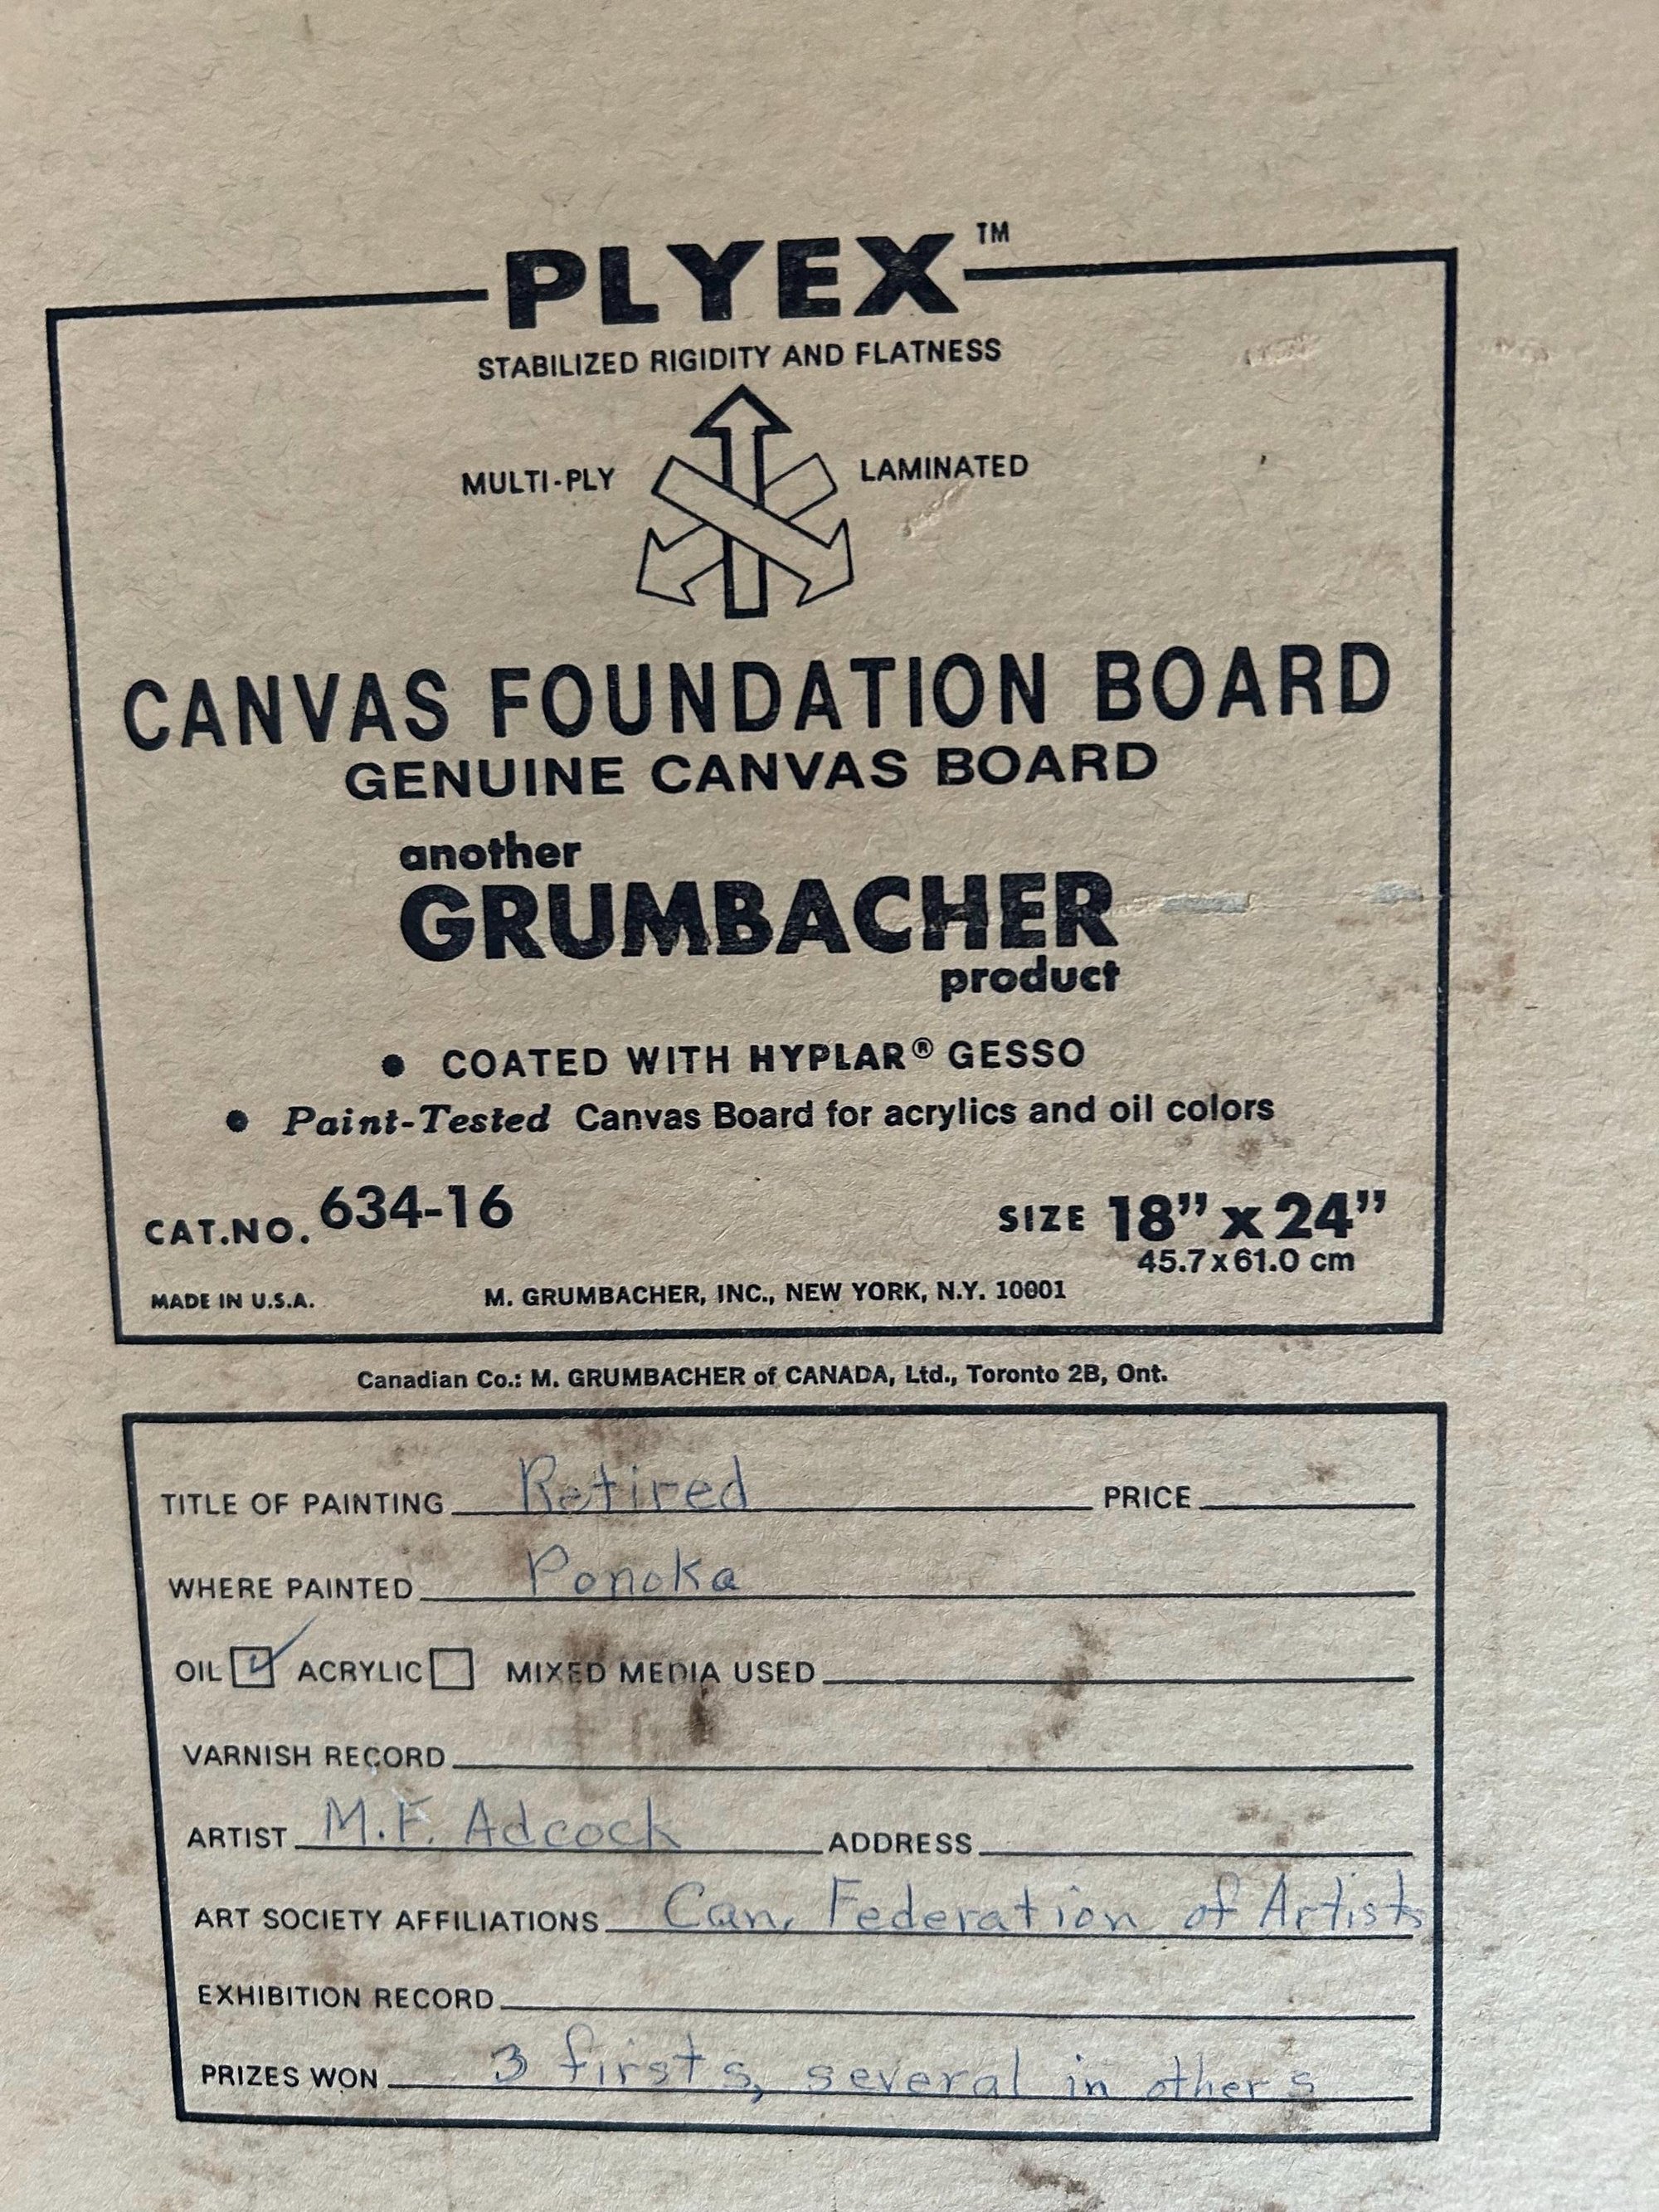 PLYEX™
STABILIZED RIGIDITY AND FLATNESS
MULTI-PLY LAMINATED
CANVAS FOUNDATION BOARD
GENUINE CANVAS BOARD
another
GRUMBACHER
product
• COATED WITH HYPLAR® GESSO
• Paint-Tested Canvas Board for acrylics and oil colors
CAT.NO. 634-16 SIZE 18” x 24”
45.7 x 61.0 cm
MADE IN U.S.A. M. GRUMBACHER, INC., NEW YORK, N.Y. 10001
Canadian Co.: M. GRUMBACHER of CANADA, Ltd., Toronto 2B, Ont.
TITLE OF PAINTING Retired PRICE
WHERE PAINTED Ponoka
OIL ☑ ACRYLIC ☐ MIXED MEDIA USED
VARNISH RECORD
ARTIST M.F. Adcock ADDRESS
ART SOCIETY AFFILIATIONS Can. Federation of Artists
EXHIBITION RECORD
PRIZES WON 3 firsts, several in others